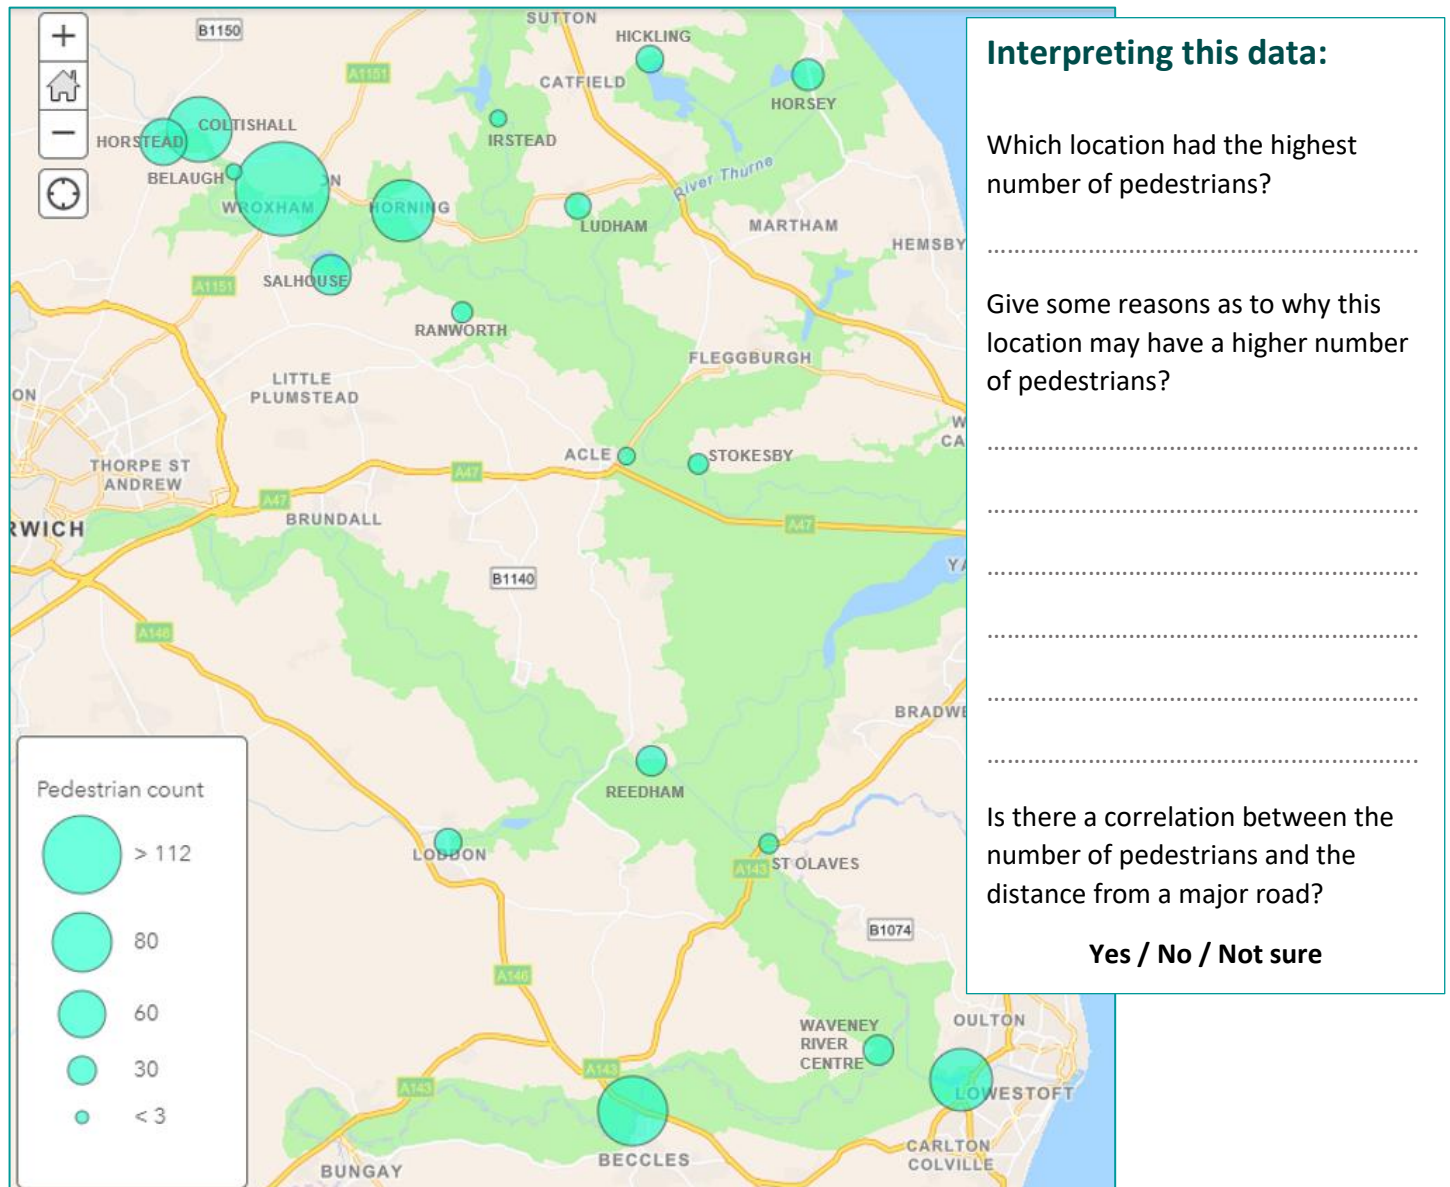 SUTTON
B1150
HICKLING
A1151
CATFIELD
HORSEY
COLTISHALL
HORSTEAD
IRSTEAD
BELAUGH
River Thurne
WROXHAM
HORNING
LUDHAM
MARTHAM
HEMSBY
SALHOUSE
A1151
RANWORTH
FLEGGBURGH
LITTLE
PLUMSTEAD
ACLE
STOKESBY
THORPE ST
ANDREW
A47
A47
BRUNDALL
RWICH
A47
B1140
A146
BRADWE
REEDHAM
LODDON
ST OLAVES
A143
B1074
A146
WAVENEY
RIVER
CENTRE
OULTON
A143
A143
LOWESTOFT
BECCLES
CARLTON
COLVILLE
BUNGAY
Pedestrian count
> 112
80
60
30
< 3
Interpreting this data:
Which location had the highest
number of pedestrians?
Give some reasons as to why this
location may have a higher number
of pedestrians?
Is there a correlation between the
number of pedestrians and the
distance from a major road?
Yes / No / Not sure